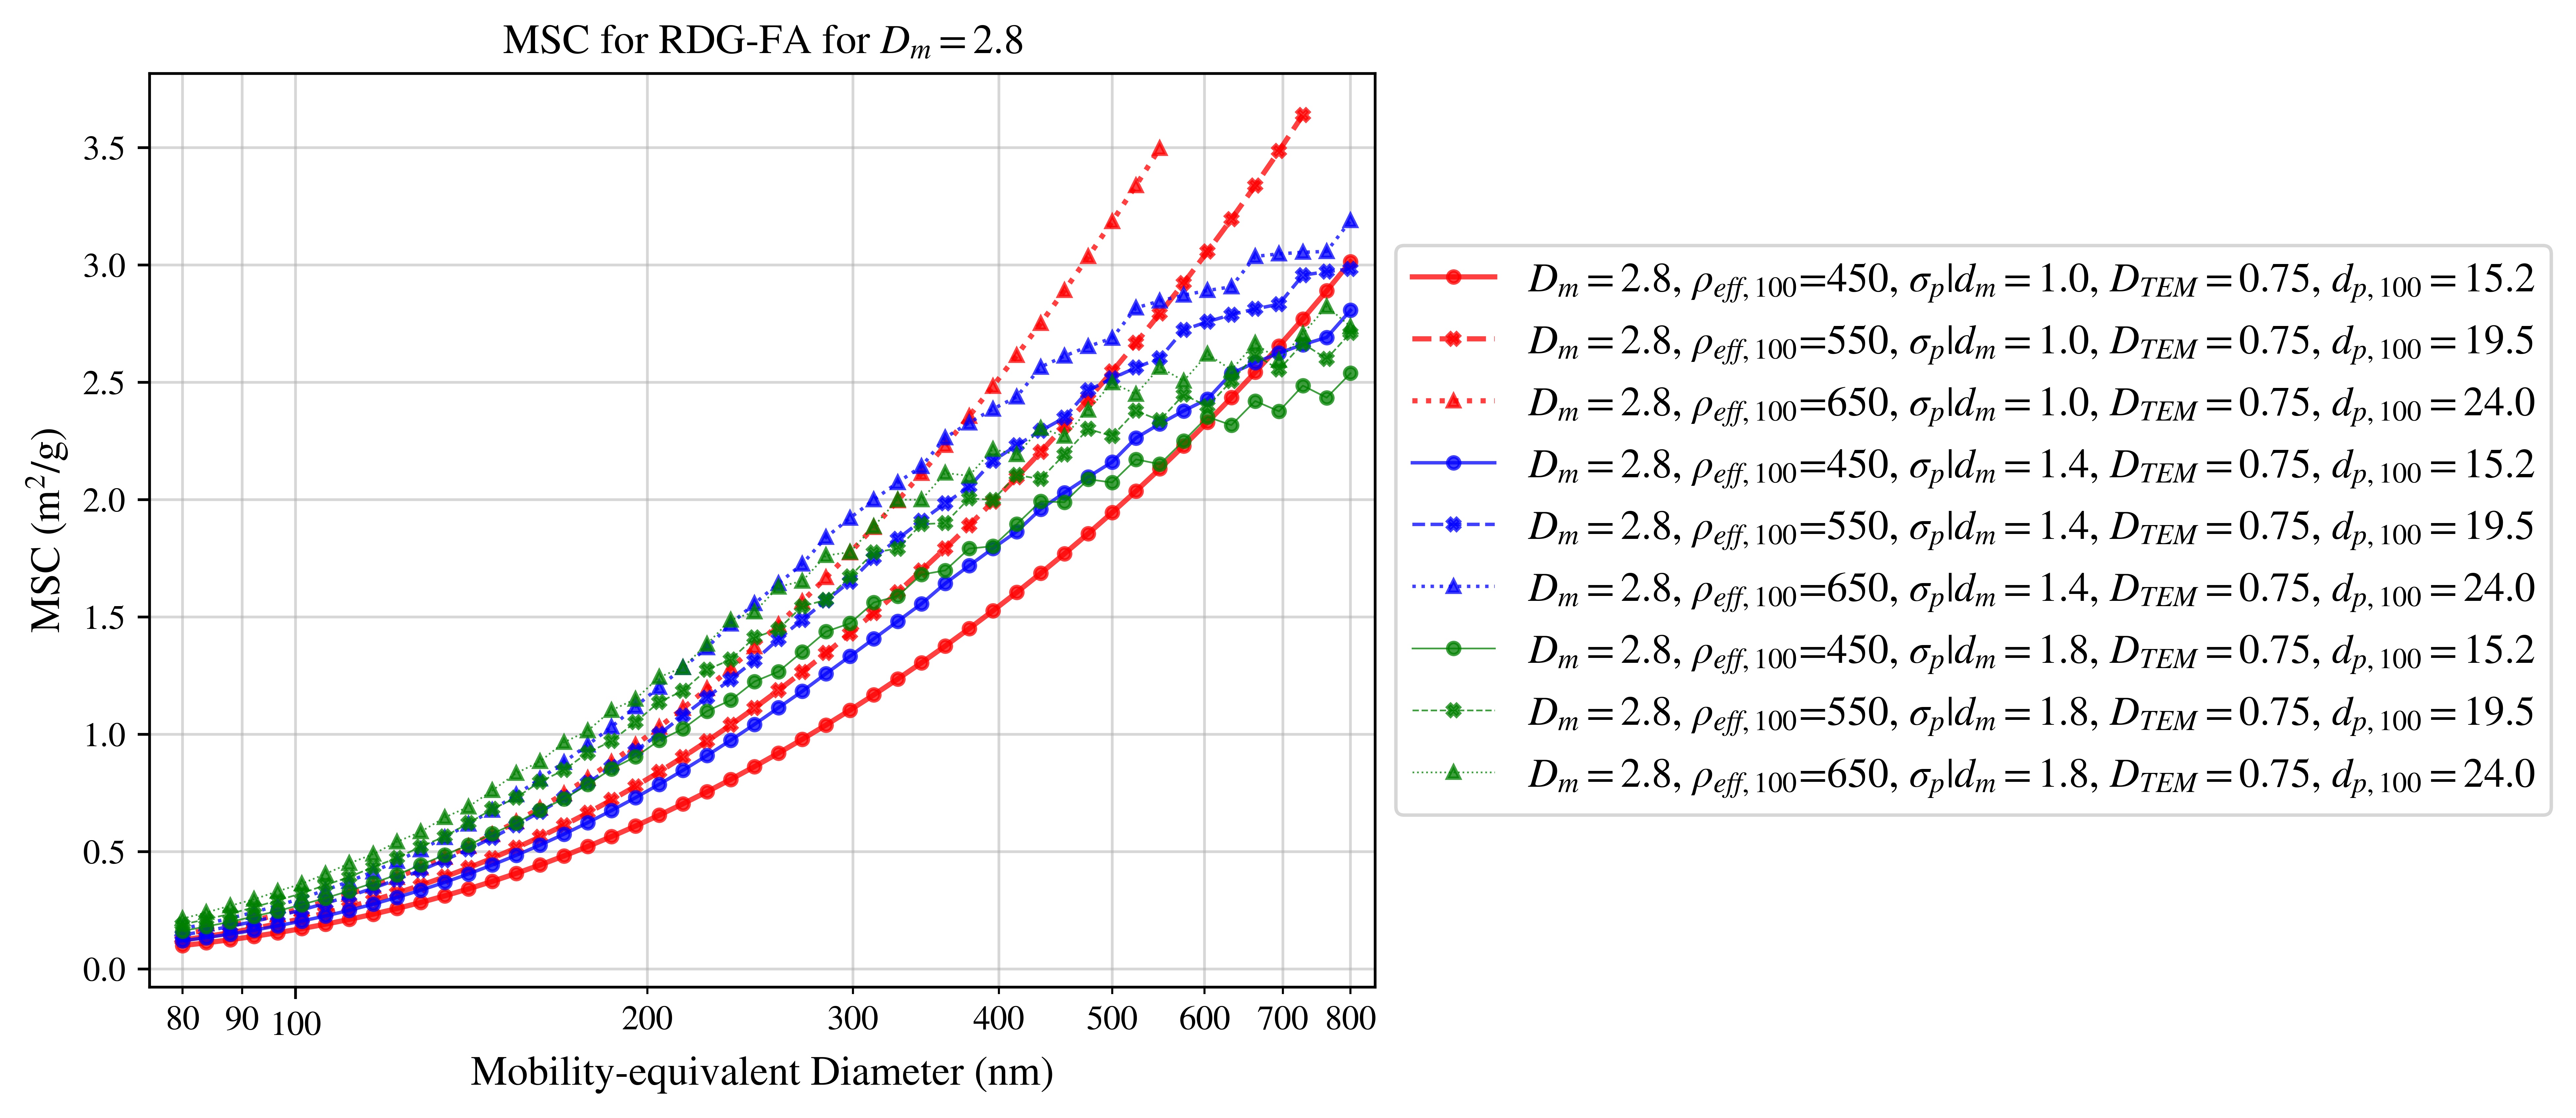 MSC for RDG-FA for Dₘ = 2.8
MSC (m²/g)
3.5
3.0
2.5
2.0
1.5
1.0
0.5
0.0
80 90 100 200 300 400 500 600 700 800
Mobility-equivalent Diameter (nm)
D_m = 2.8, ρ_eff, 100=450, σ_p|d_m = 1.0, D_TEM = 0.75, d_p, 100 = 15.2
D_m = 2.8, ρ_eff, 100=550, σ_p|d_m = 1.0, D_TEM = 0.75, d_p, 100 = 19.5
D_m = 2.8, ρ_eff, 100=650, σ_p|d_m = 1.0, D_TEM = 0.75, d_p, 100 = 24.0
D_m = 2.8, ρ_eff, 100=450, σ_p|d_m = 1.4, D_TEM = 0.75, d_p, 100 = 15.2
D_m = 2.8, ρ_eff, 100=550, σ_p|d_m = 1.4, D_TEM = 0.75, d_p, 100 = 19.5
D_m = 2.8, ρ_eff, 100=650, σ_p|d_m = 1.4, D_TEM = 0.75, d_p, 100 = 24.0
D_m = 2.8, ρ_eff, 100=450, σ_p|d_m = 1.8, D_TEM = 0.75, d_p, 100 = 15.2
D_m = 2.8, ρ_eff, 100=550, σ_p|d_m = 1.8, D_TEM = 0.75, d_p, 100 = 19.5
D_m = 2.8, ρ_eff, 100=650, σ_p|d_m = 1.8, D_TEM = 0.75, d_p, 100 = 24.0